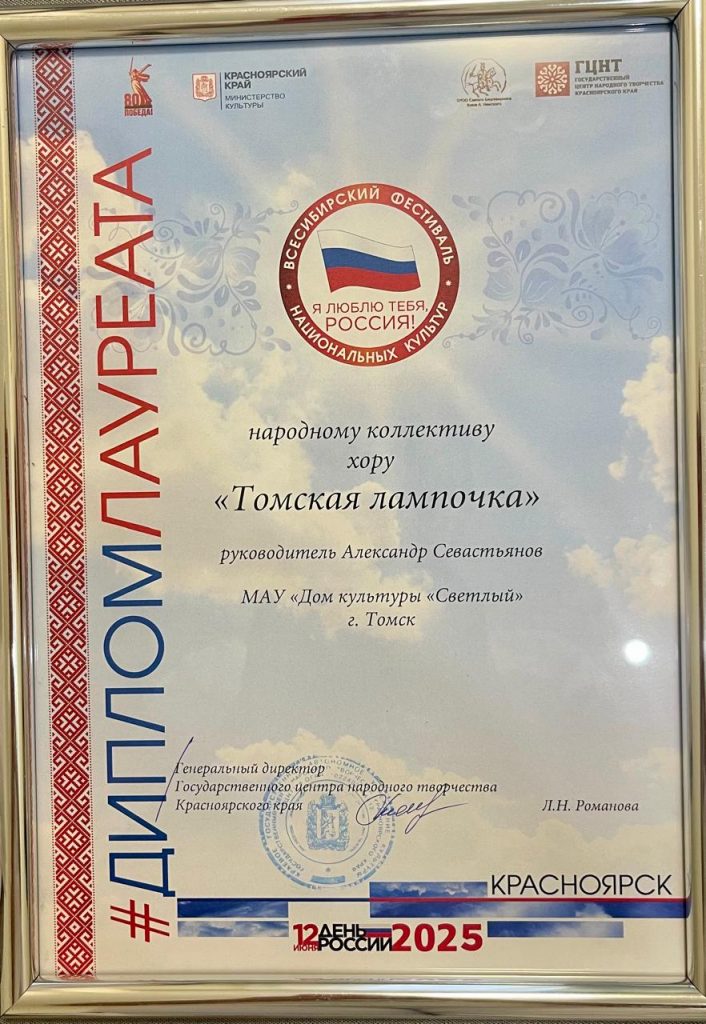 80
ПОБЕДА!
КРАСНОЯРСКИЙ
КРАЙ
МИНИСТЕРСТВО
КУЛЬТУРЫ
ГЦНТ
ГОСУДАРСТВЕННЫЙ
ЦЕНТР НАРОДНОГО ТВОРЧЕСТВА
КРАСНОЯРСКОГО КРАЯ
#ДИПЛОМЛАУРЕАТА
ВСЕСИБИРСКИЙ ФЕСТИВАЛЬ
НАЦИОНАЛЬНЫХ КУЛЬТУР
Я ЛЮБЛЮ ТЕБЯ,
РОССИЯ!
народному коллективу
хору
«Томская лампочка»
руководитель Александр Севастьянов
МАУ «Дом культуры «Светлый»
г. Томск
Генеральный директор
Государственного центра народного творчества
Красноярского края
Л.Н. Романова
КРАСНОЯРСК
12 ИЮНЯ ДЕНЬ РОССИИ 2025